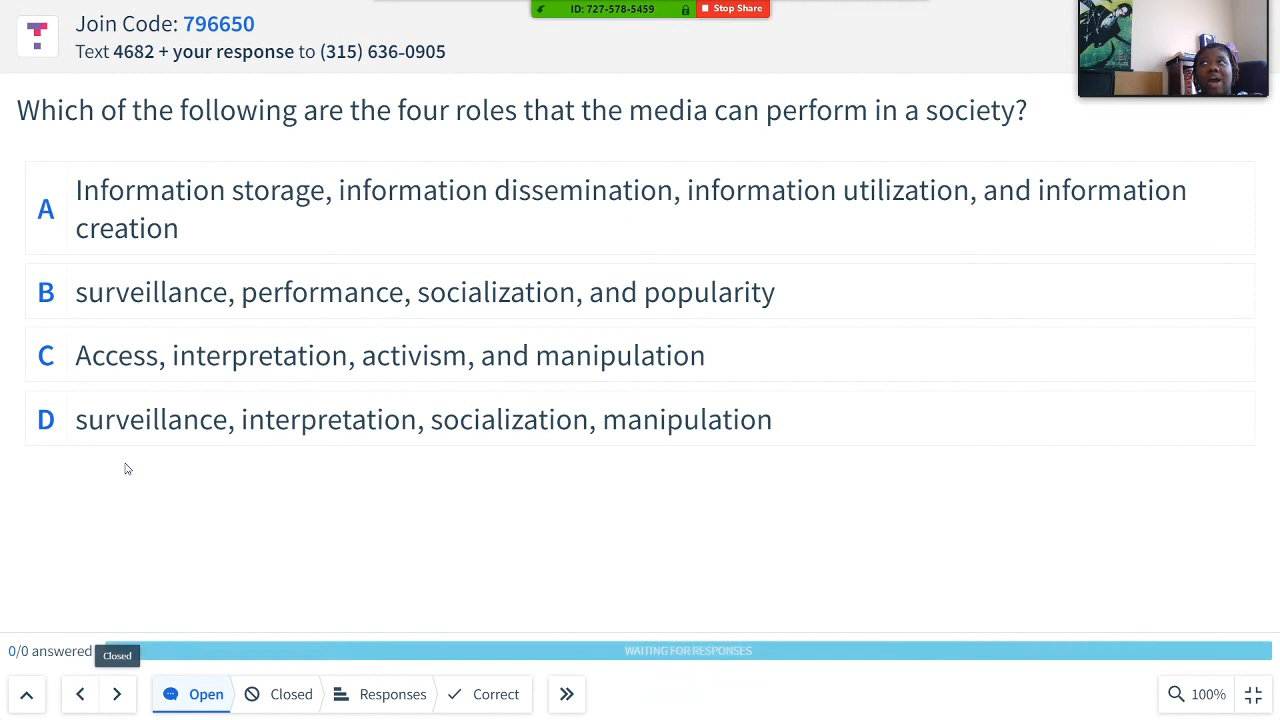 Join Code: 796650
ID: 727-578-5459
Stop Share
Text 4682 + your response to (315) 636-0905
Which of the following are the four roles that the media can perform in a society?
A Information storage, information dissemination, information utilization, and information
creation
B surveillance, performance, socialization, and popularity
C Access, interpretation, activism, and manipulation
D surveillance, interpretation, socialization, manipulation
0/0 answered
Closed
WAITING FOR RESPONSES
Open
Closed
Responses
Correct
100%